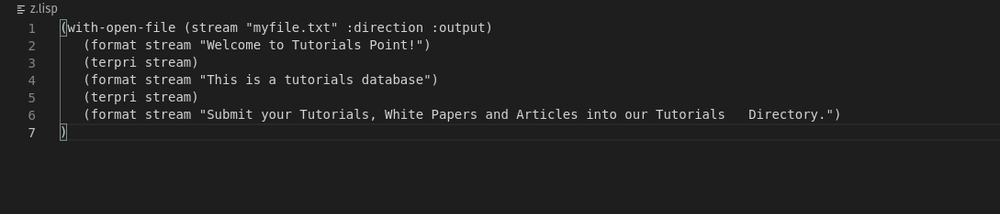 z.lisp
1 (with-open-file (stream "myfile.txt" :direction :output)
2    (format stream "Welcome to Tutorials Point!")
3    (terpri stream)
4    (format stream "This is a tutorials database")
5    (terpri stream)
6    (format stream "Submit your Tutorials, White Papers and Articles into our Tutorials   Directory.")
7 )